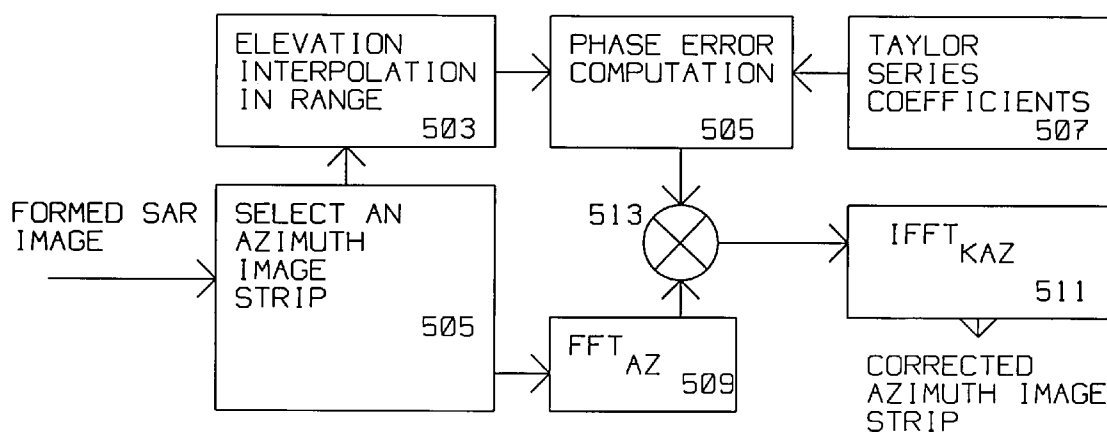 ELEVATION
INTERPOLATION
IN RANGE
503
PHASE ERROR
COMPUTATION
505
TAYLOR
SERIES
COEFFICIENTS
507
FORMED SAR
IMAGE
SELECT AN
AZIMUTH
IMAGE
STRIP
505
513
FFT AZ
509
IFFT KAZ
511
CORRECTED
AZIMUTH IMAGE
STRIP